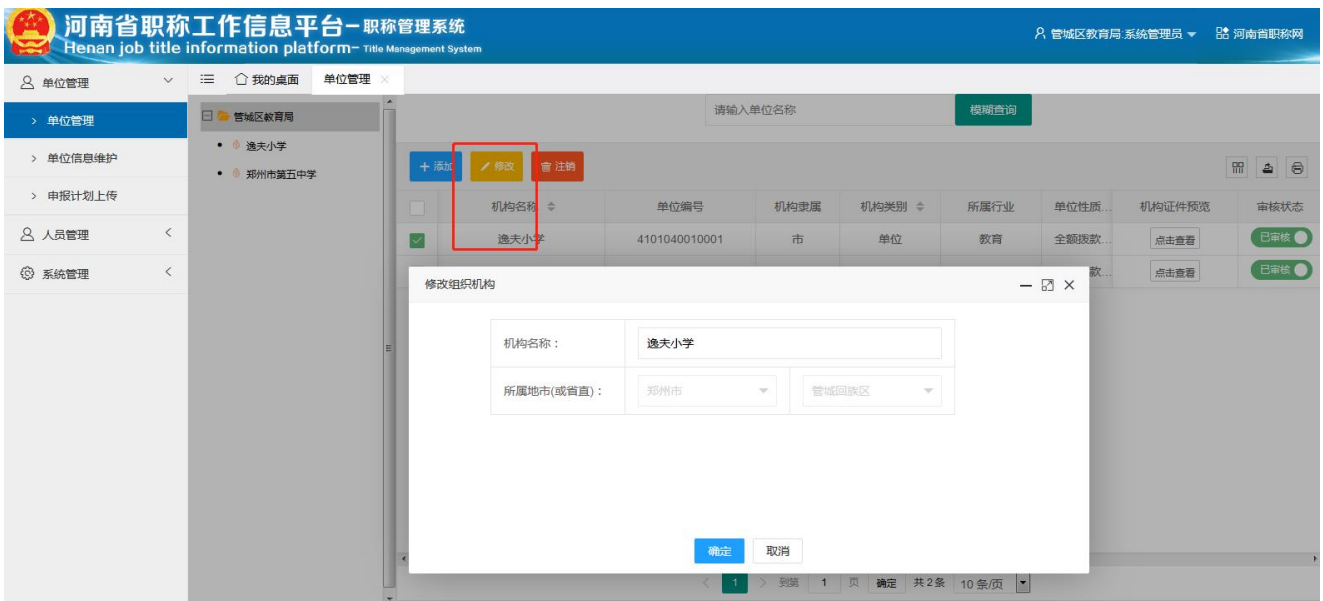 河南省职称工作信息平台-职称管理系统
Henan job title information platform- Title Management System
管城区教育局:系统管理员
河南省职称网
单位管理
我的桌面
单位管理
单位管理
单位信息维护
申报计划上传
人员管理
系统管理
管城区教育局
逸夫小学
郑州市第五中学
请输入单位名称
模糊查询
添加
修改
注销
机构名称 单位编号 机构隶属 机构类别 所属行业 单位性质... 机构证件预览 审核状态
逸夫小学 4101040010001 市 单位 教育 全额拨款... 点击查看 已审核
款... 点击查看 已审核
修改组织机构
机构名称: 逸夫小学
所属地市(或省直): 郑州市 管城回族区
确定 取消
1 到第 1 页 确定 共2条 10条/页